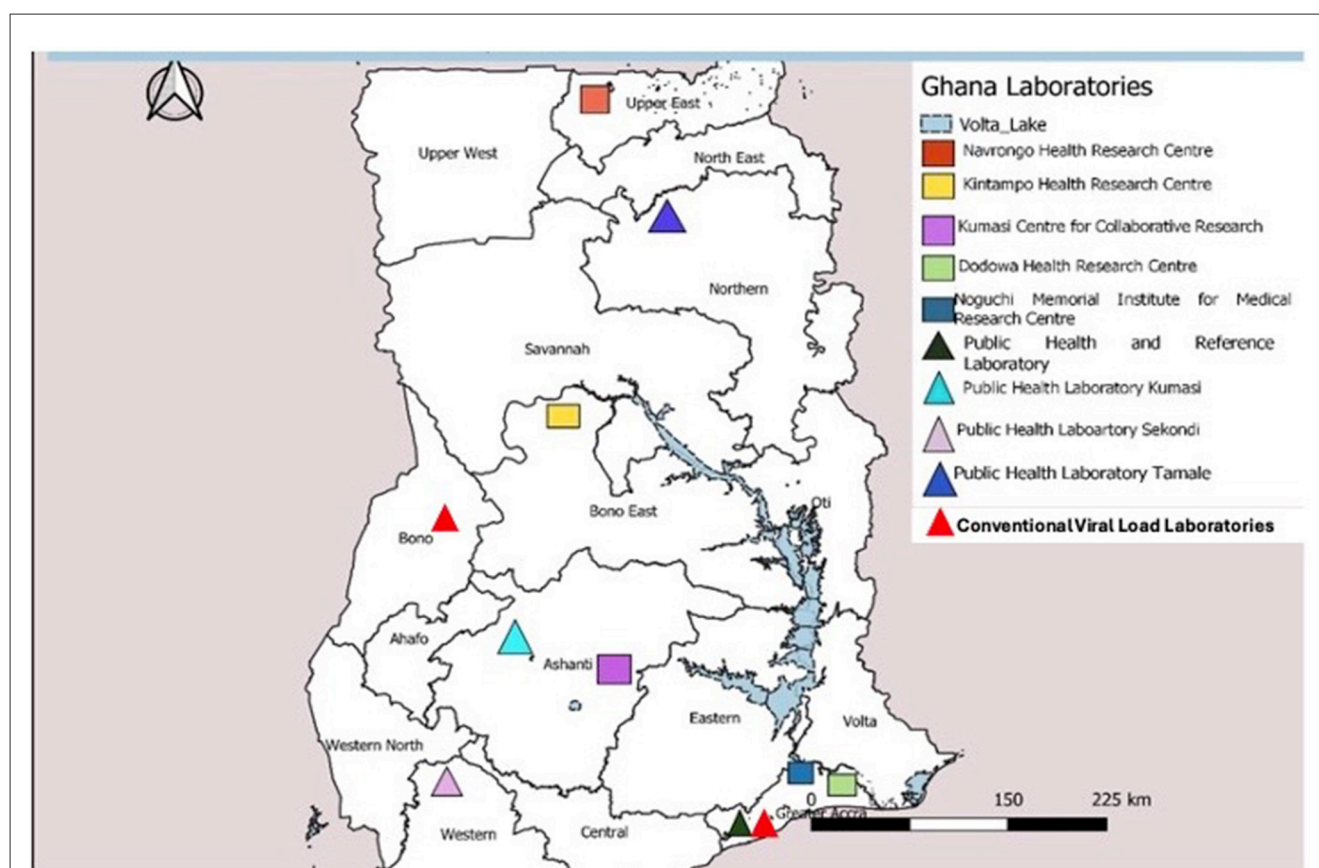 Ghana Laboratories
Volta_Lake
Navrongo Health Research Centre
Kintampo Health Research Centre
Kumasi Centre for Collaborative Research
Dodowa Health Research Centre
Noguchi Memorial Institute for Medical
Research Centre
Public Health and Reference
Laboratory
Public Health Laboratory Kumasi
Public Health Laboartory Sekondi
Public Health Laboratory Tamale
Conventional Viral Load Laboratories
Upper East
Upper West
North East
Northern
Savannah
Oti
Bono East
Bono
Ahafo
Ashanti
Eastern
Volta
Western North
Greater Accra
Western
Central
0 75 150 225 km